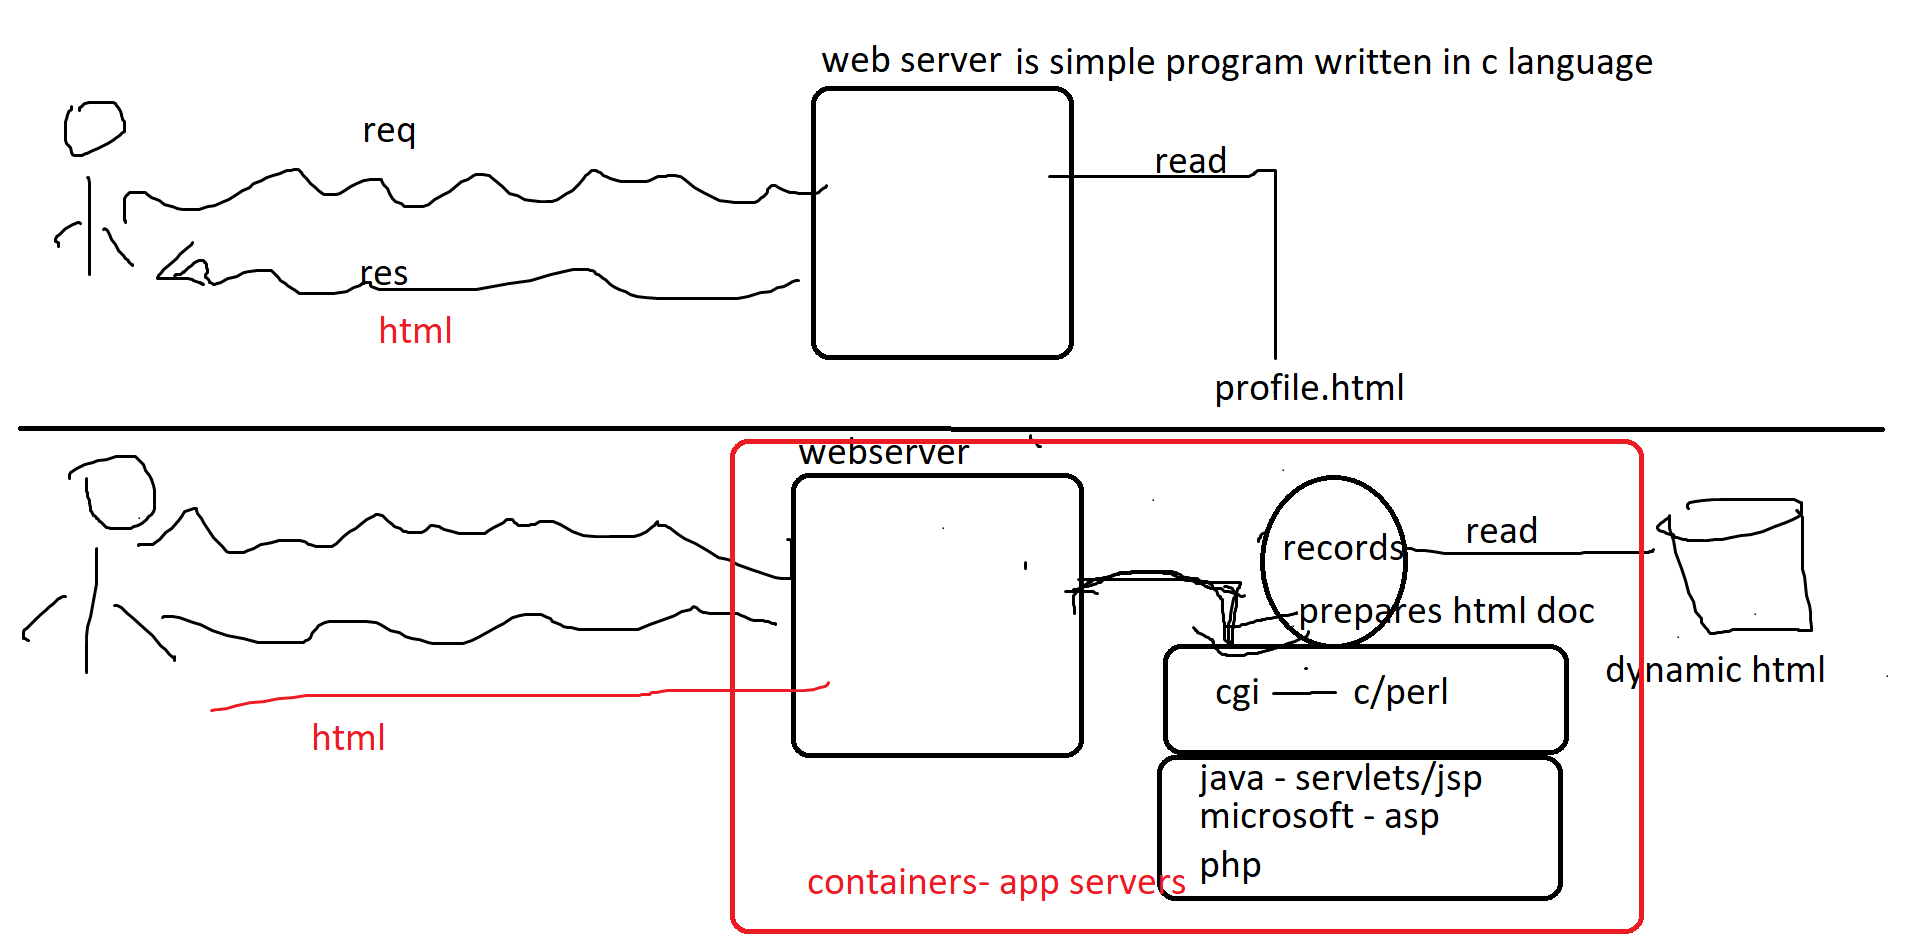 web server is simple program written in c language
req
read
res
html
profile.html
webserver
records
read
prepares html doc
dynamic html
cgi c/perl
html
java - servlets/jsp
microsoft - asp
php
containers- app servers